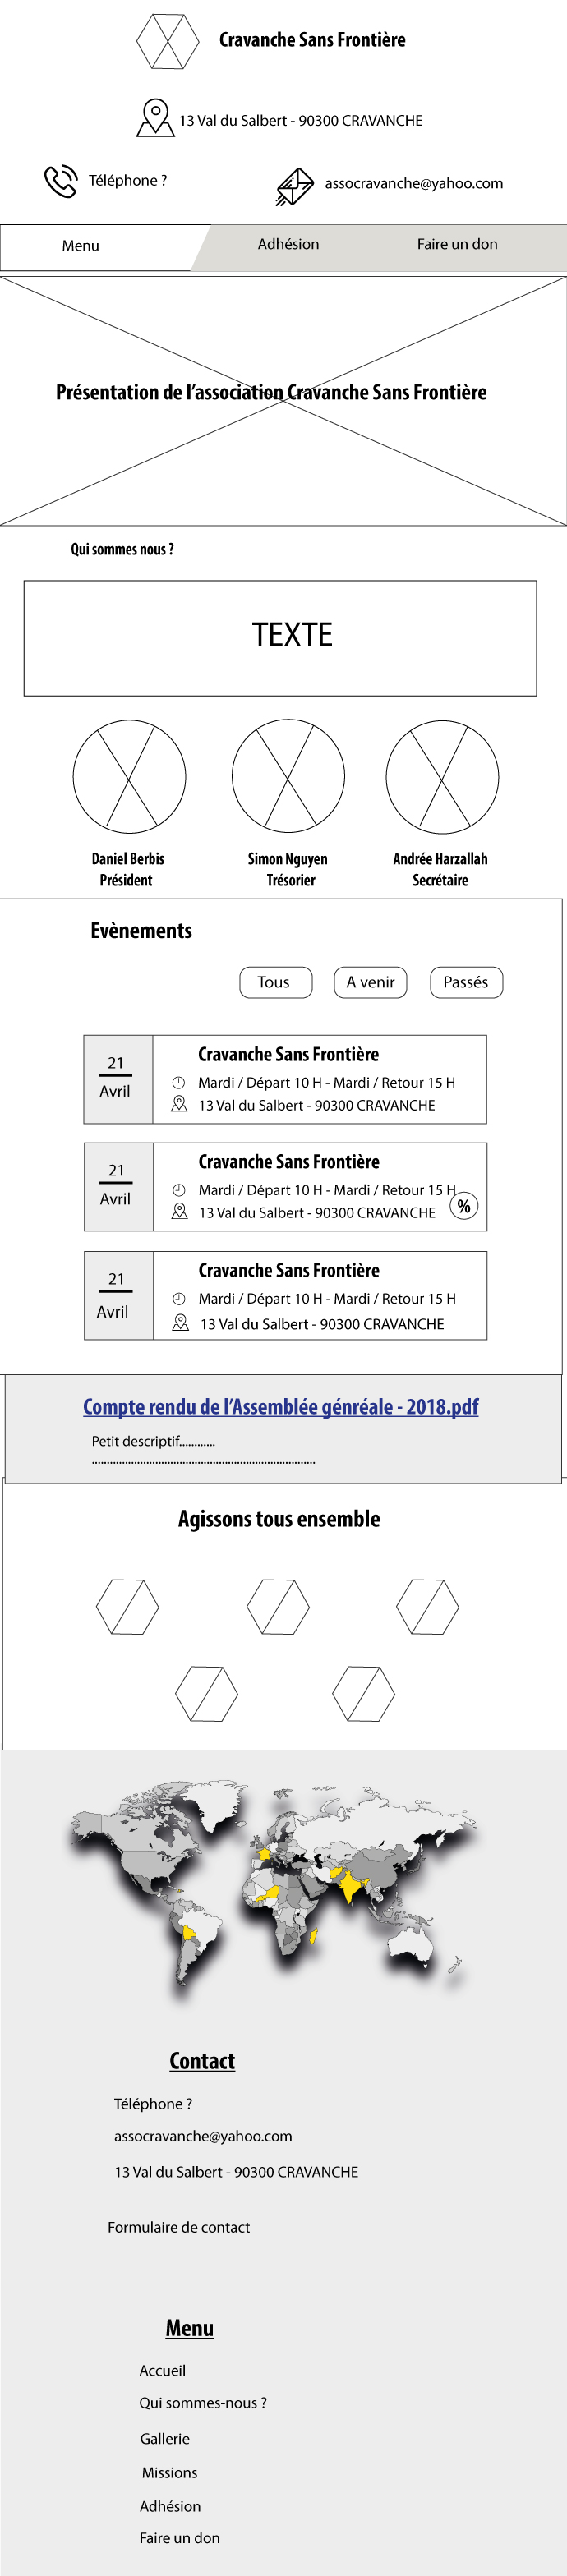 Cravanche Sans Frontière
13 Val du Salbert - 90300 CRAVANCHE
Téléphone ?
assocravanche@yahoo.com
Menu
Adhésion
Faire un don
Présentation de l'association Cravanche Sans Frontière
Qui sommes nous ?
TEXTE
Daniel Berbis
Président
Simon Nguyen
Trésorier
Andrée Harzallah
Secrétaire
Evènements
Tous
A venir
Passés
21
Avril
Cravanche Sans Frontière
Mardi / Départ 10 H - Mardi / Retour 15 H
13 Val du Salbert - 90300 CRAVANCHE
21
Avril
Cravanche Sans Frontière
Mardi / Départ 10 H - Mardi / Retour 15 H
13 Val du Salbert - 90300 CRAVANCHE
%
21
Avril
Cravanche Sans Frontière
Mardi / Départ 10 H - Mardi / Retour 15 H
13 Val du Salbert - 90300 CRAVANCHE
Compte rendu de l'Assemblée génréale - 2018.pdf
Petit descriptif............
..........................................................................
Agissons tous ensemble
Contact
Téléphone ?
assocravanche@yahoo.com
13 Val du Salbert - 90300 CRAVANCHE
Formulaire de contact
Menu
Accueil
Qui sommes-nous ?
Gallerie
Missions
Adhésion
Faire un don